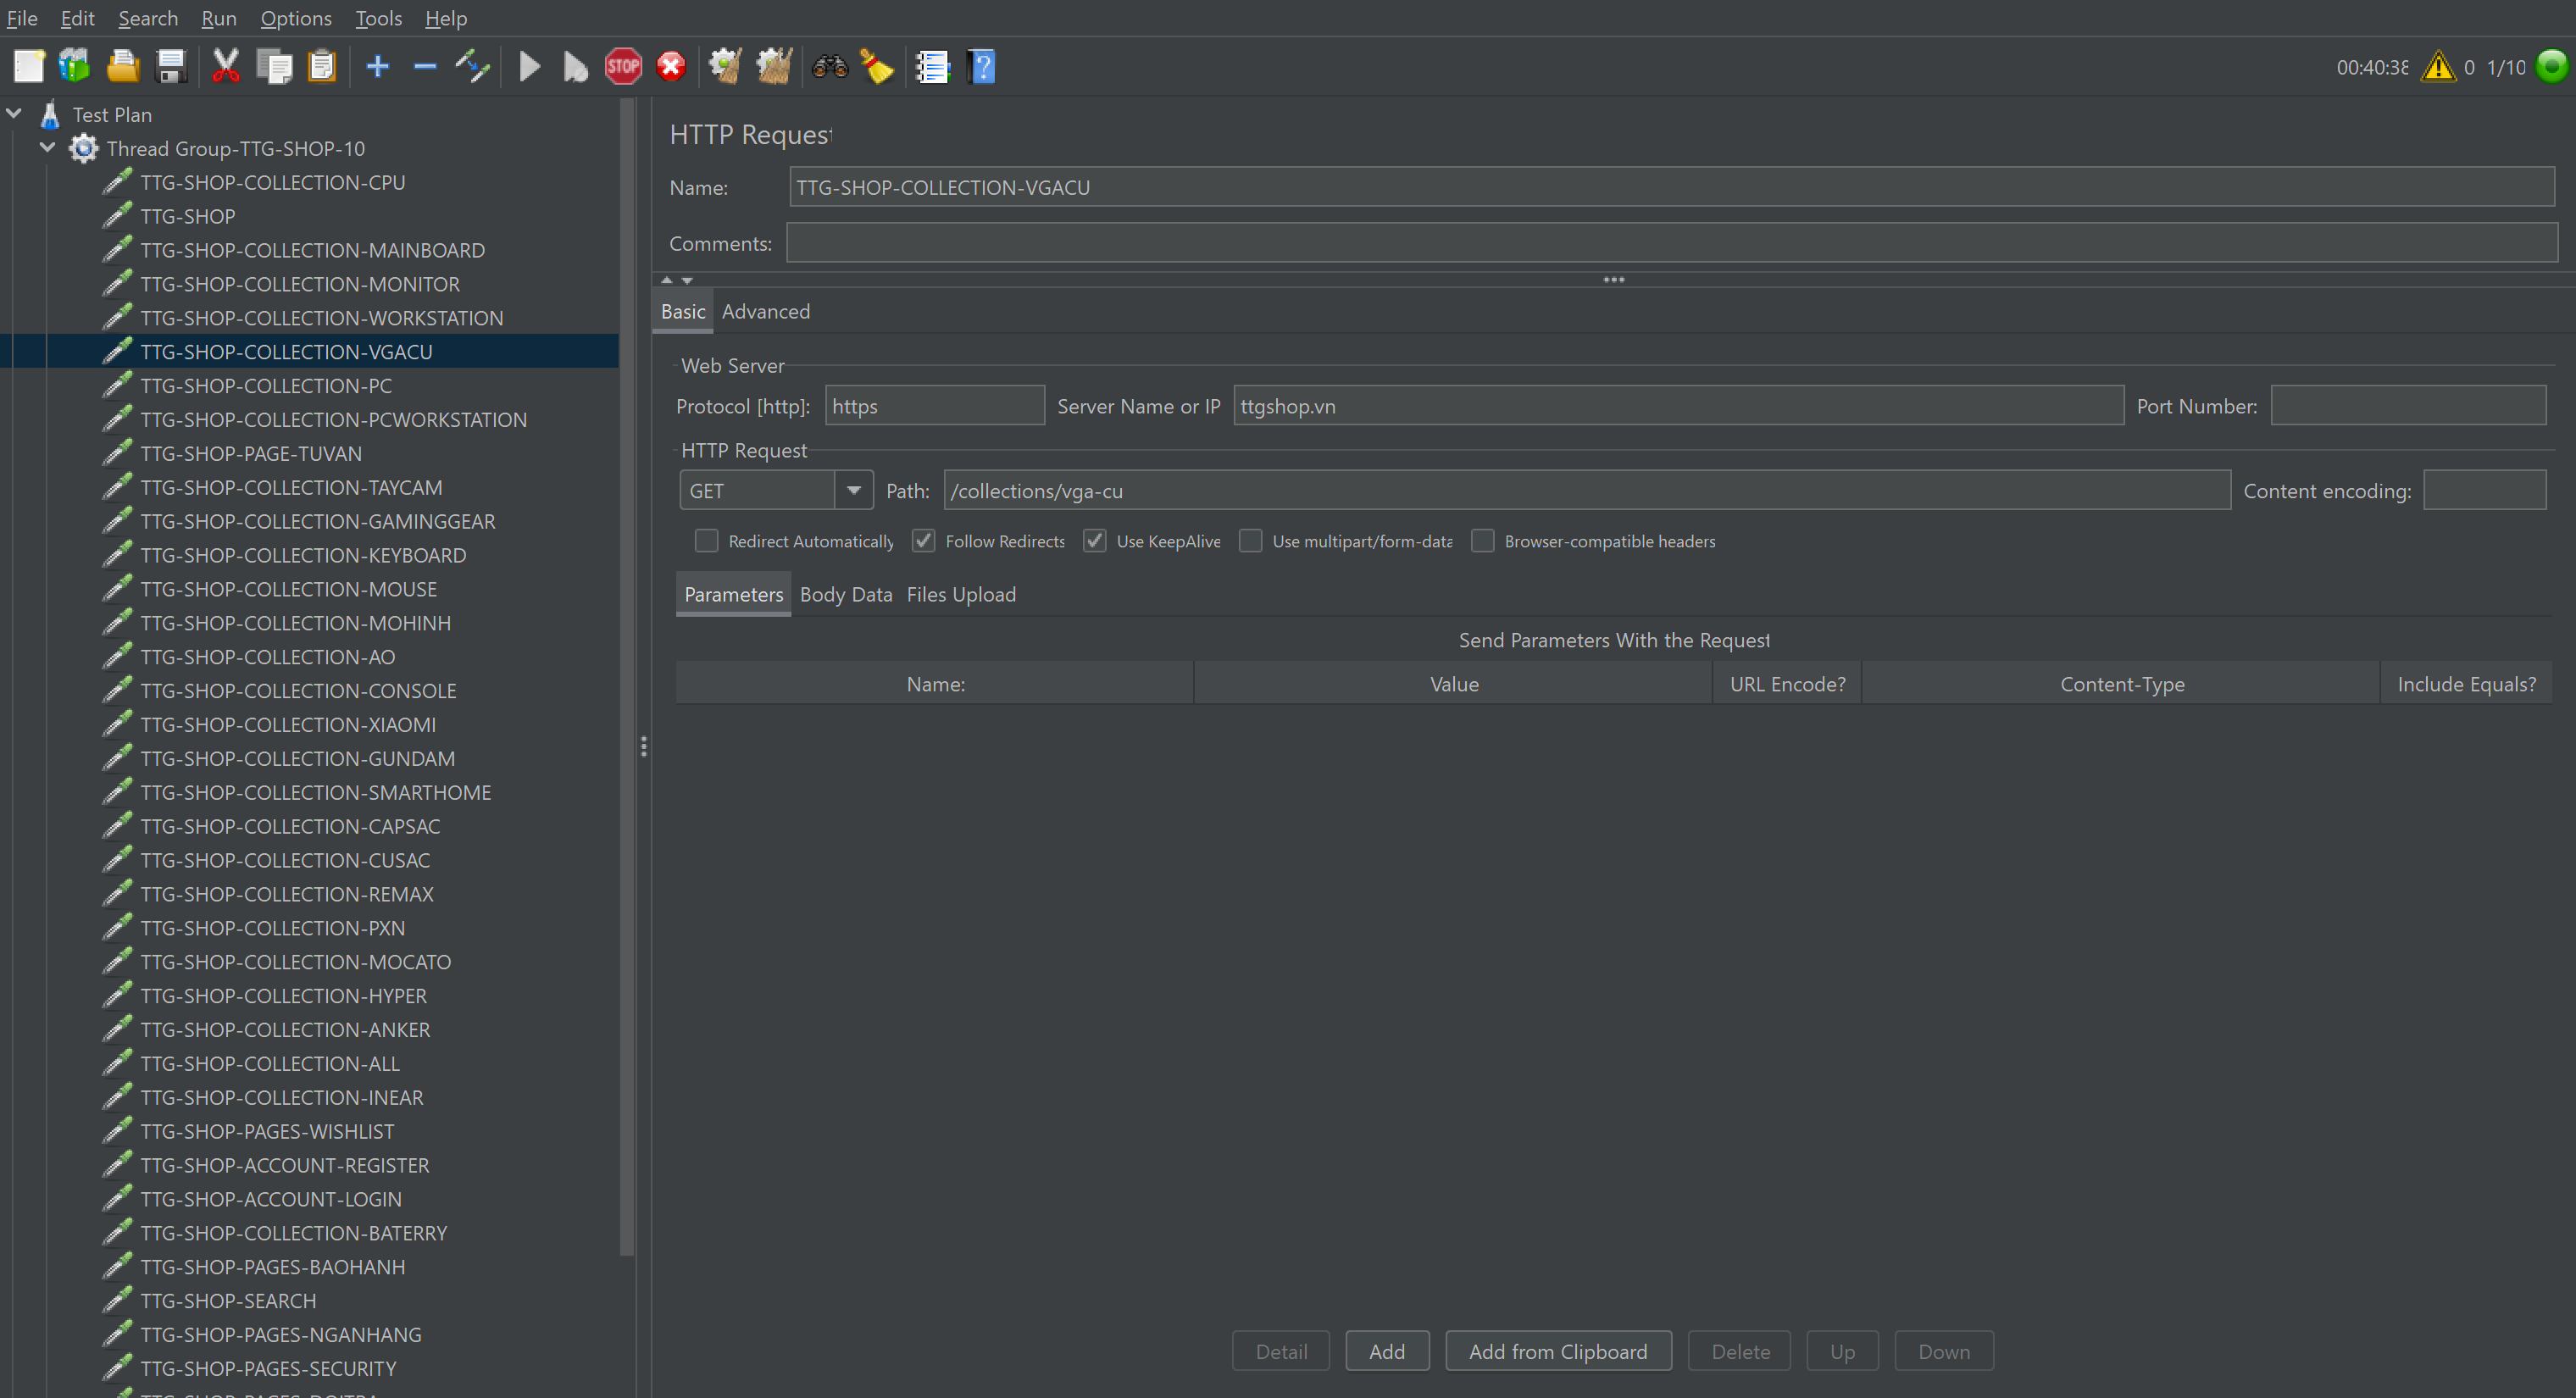 File Edit Search Run Options Tools Help
STOP
00:40:38 0 1/10
Test Plan
Thread Group-TTG-SHOP-10
TTG-SHOP-COLLECTION-CPU
TTG-SHOP
TTG-SHOP-COLLECTION-MAINBOARD
TTG-SHOP-COLLECTION-MONITOR
TTG-SHOP-COLLECTION-WORKSTATION
TTG-SHOP-COLLECTION-VGACU
TTG-SHOP-COLLECTION-PC
TTG-SHOP-COLLECTION-PCWORKSTATION
TTG-SHOP-PAGE-TUVAN
TTG-SHOP-COLLECTION-TAYCAM
TTG-SHOP-COLLECTION-GAMINGGEAR
TTG-SHOP-COLLECTION-KEYBOARD
TTG-SHOP-COLLECTION-MOUSE
TTG-SHOP-COLLECTION-MOHINH
TTG-SHOP-COLLECTION-AO
TTG-SHOP-COLLECTION-CONSOLE
TTG-SHOP-COLLECTION-XIAOMI
TTG-SHOP-COLLECTION-GUNDAM
TTG-SHOP-COLLECTION-SMARTHOME
TTG-SHOP-COLLECTION-CAPSAC
TTG-SHOP-COLLECTION-CUSAC
TTG-SHOP-COLLECTION-REMAX
TTG-SHOP-COLLECTION-PXN
TTG-SHOP-COLLECTION-MOCATO
TTG-SHOP-COLLECTION-HYPER
TTG-SHOP-COLLECTION-ANKER
TTG-SHOP-COLLECTION-ALL
TTG-SHOP-COLLECTION-INEAR
TTG-SHOP-PAGES-WISHLIST
TTG-SHOP-ACCOUNT-REGISTER
TTG-SHOP-ACCOUNT-LOGIN
TTG-SHOP-COLLECTION-BATERRY
TTG-SHOP-PAGES-BAOHANH
TTG-SHOP-SEARCH
TTG-SHOP-PAGES-NGANHANG
TTG-SHOP-PAGES-SECURITY
HTTP Request
Name: TTG-SHOP-COLLECTION-VGACU
Comments:
Basic Advanced
Web Server
Protocol [http]: https Server Name or IP ttgshop.vn Port Number:
HTTP Request
GET Path: /collections/vga-cu Content encoding:
Redirect Automatically Follow Redirects Use KeepAlive Use multipart/form-data Browser-compatible headers
Parameters Body Data Files Upload
Send Parameters With the Request
Name: Value URL Encode? Content-Type Include Equals?
Detail Add Add from Clipboard Delete Up Down